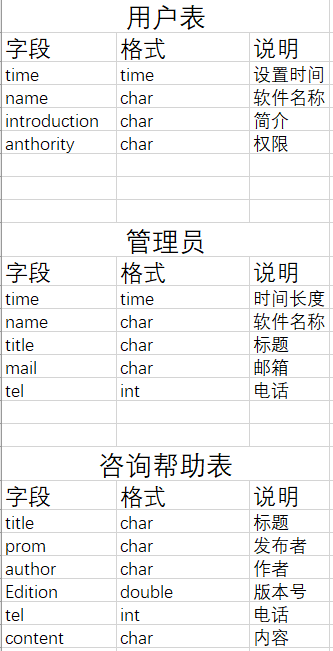 用户表
字段 格式 说明
time time 设置时间
name char 软件名称
introduction char 简介
anthority char 权限
管理员
字段 格式 说明
time time 时间长度
name char 软件名称
title char 标题
mail char 邮箱
tel int 电话
咨询帮助表
字段 格式 说明
title char 标题
prom char 发布者
author char 作者
Edition double 版本号
tel int 电话
content char 内容